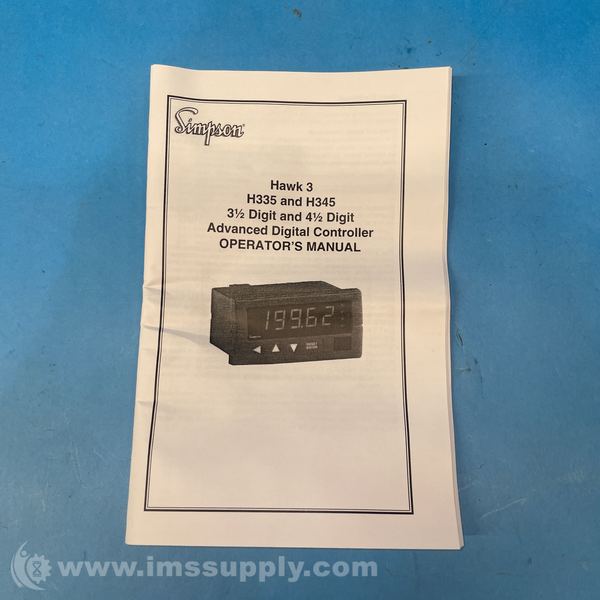 Simpson
Hawk 3
H335 and H345
3½ Digit and 4½ Digit
Advanced Digital Controller
OPERATOR'S MANUAL
199.62
www.imssupply.com